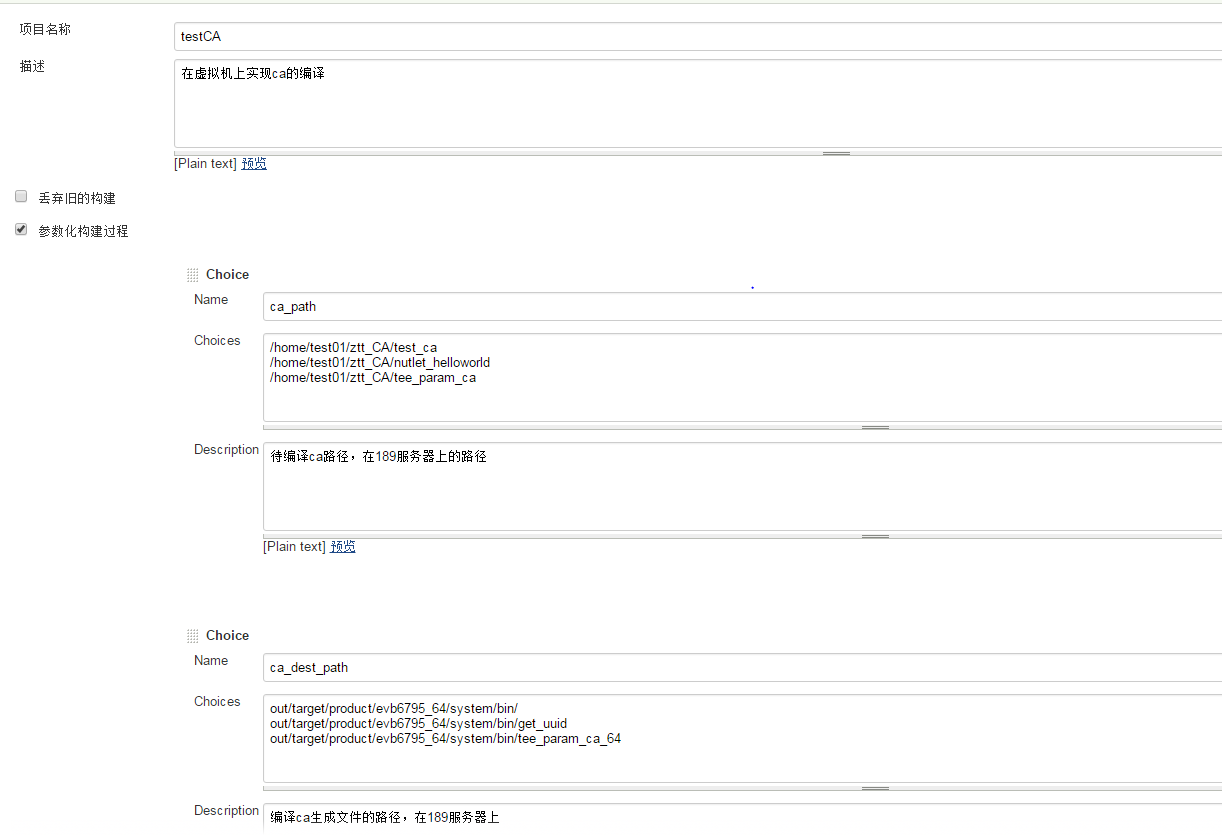 项目名称
testCA
描述
在虚拟机上实现ca的编译
[Plain text] 预览
丢弃旧的构建
参数化构建过程
Choice
Name
ca_path
Choices
/home/test01/ztt_CA/test_ca
/home/test01/ztt_CA/nutlet_helloworld
/home/test01/ztt_CA/tee_param_ca
Description
待编译ca路径，在189服务器上的路径
[Plain text] 预览
Choice
Name
ca_dest_path
Choices
out/target/product/evb6795_64/system/bin/
out/target/product/evb6795_64/system/bin/get_uuid
out/target/product/evb6795_64/system/bin/tee_param_ca_64
Description
编译ca生成文件的路径，在189服务器上